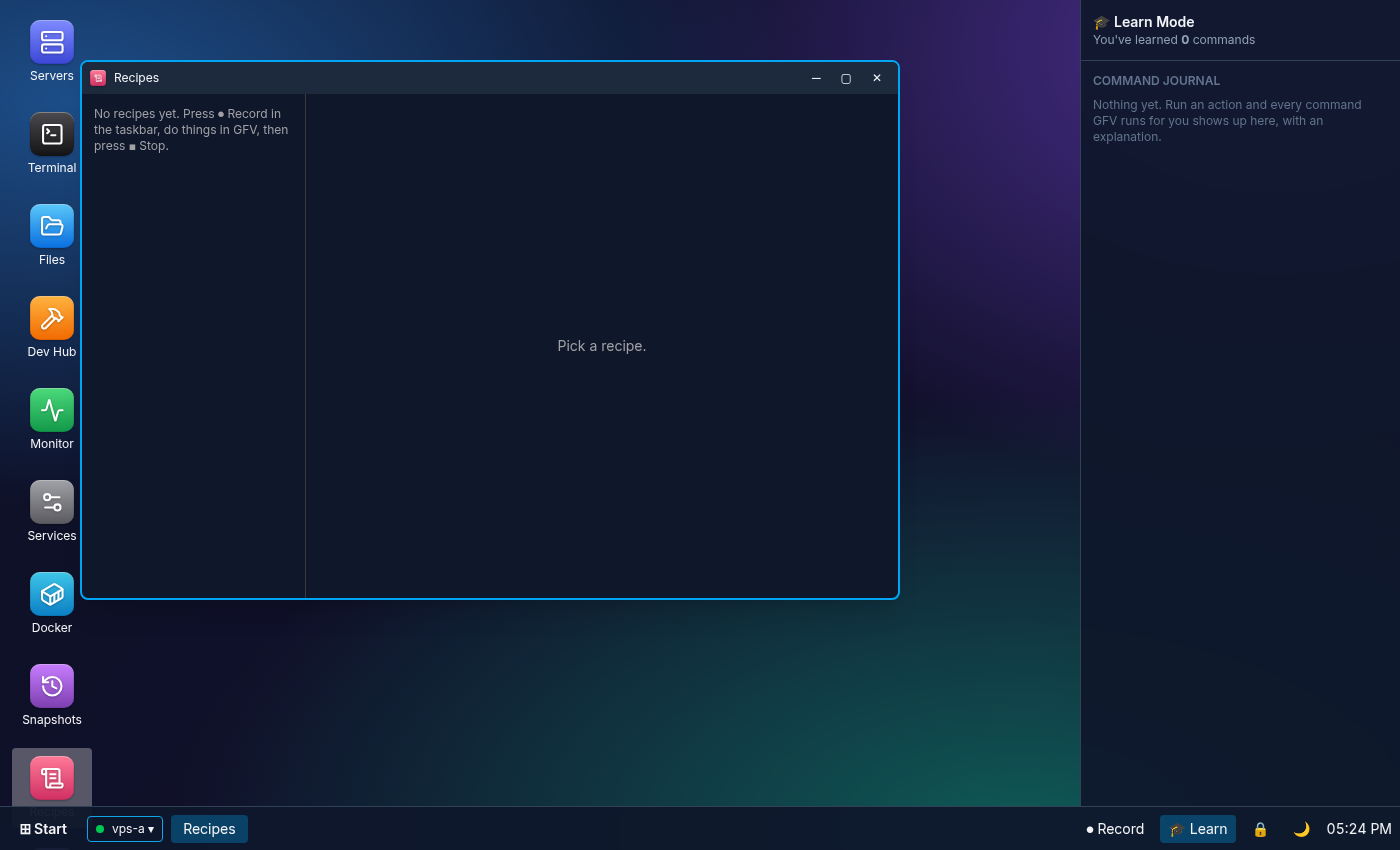 Servers
Terminal
Files
Dev Hub
Monitor
Services
Docker
Snapshots
Recipes
No recipes yet. Press ● Record in
the taskbar, do things in GFV, then
press ■ Stop.
Pick a recipe.
🎓 Learn Mode
You've learned 0 commands
COMMAND JOURNAL
Nothing yet. Run an action and every command
GFV runs for you shows up here, with an
explanation.
⊞ Start
vps-a ▾
Recipes
● Record
🎓 Learn
05:24 PM